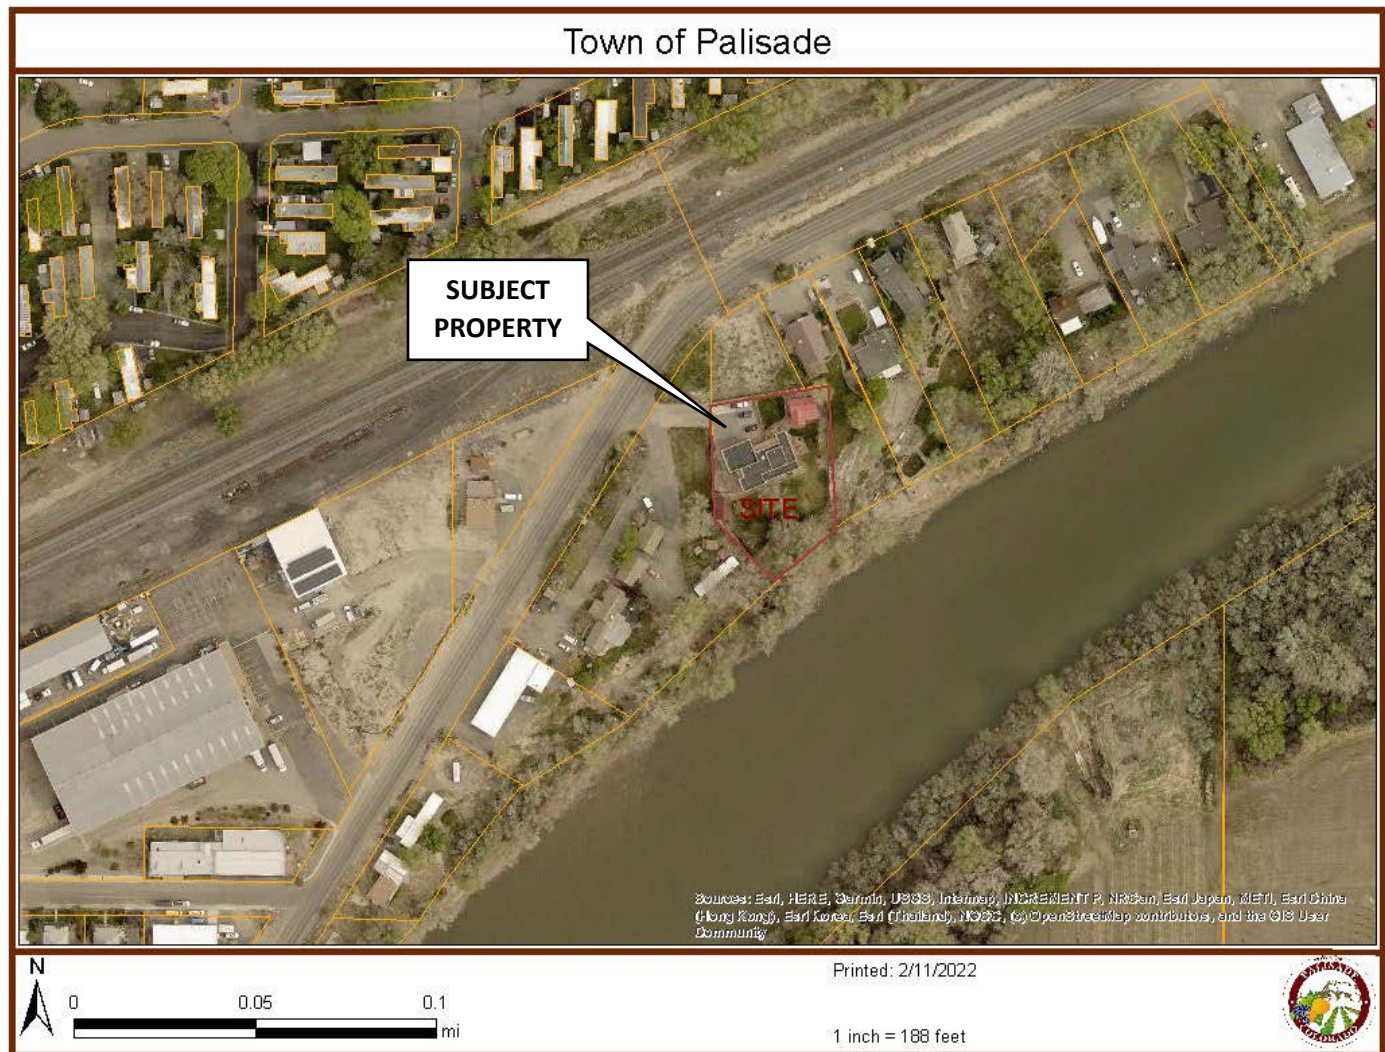 Town of Palisade
SUBJECT
PROPERTY
SITE
Sources: Esri, HERE, Garmin, USGS, Intermap, INCREMENT P, NRCan, Esri Japan, METI, Esri China
(Hong Kong), Esri Korea, Esri (Thailand), NGCC, (c) OpenStreetMap contributors, and the GIS User
Community
N
0 0.05 0.1
mi
Printed: 2/11/2022
1 inch = 188 feet
PALISADE
COLORADO